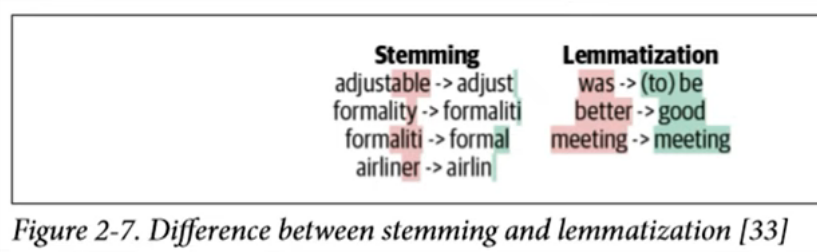 Stemming Lemmatization
adjustable -> adjust was -> (to) be
formality -> formaliti better -> good
formaliti -> formal meeting -> meeting
airliner -> airlin
Figure 2-7. Difference between stemming and lemmatization [33]